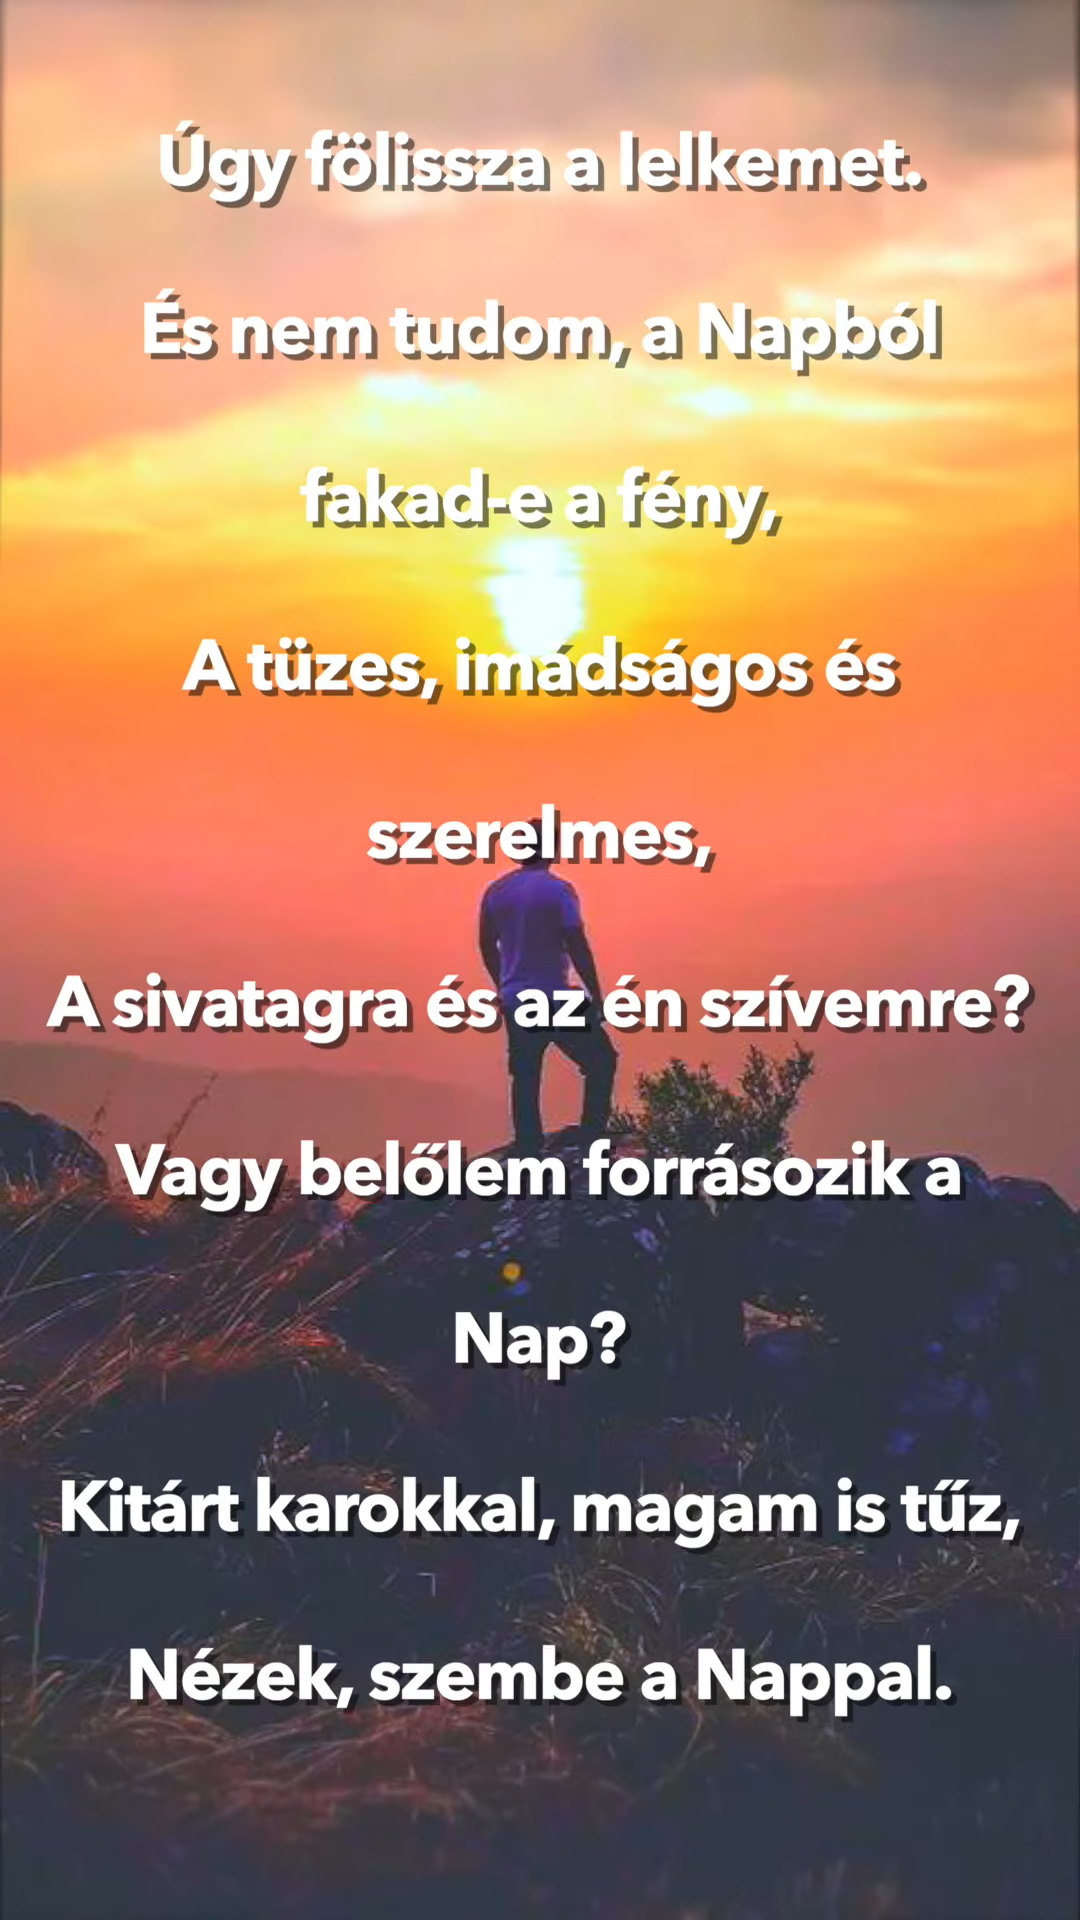 Úgy fölissza a lelkemet.
És nem tudom, a Napból
fakad-e a fény,
A tüzes, imádságos és
szerelmes,
A sivatagra és az én szívemre?
Vagy belőlem forrásozik a
Nap?
Kitárt karokkal, magam is tűz,
Nézek, szembe a Nappal.